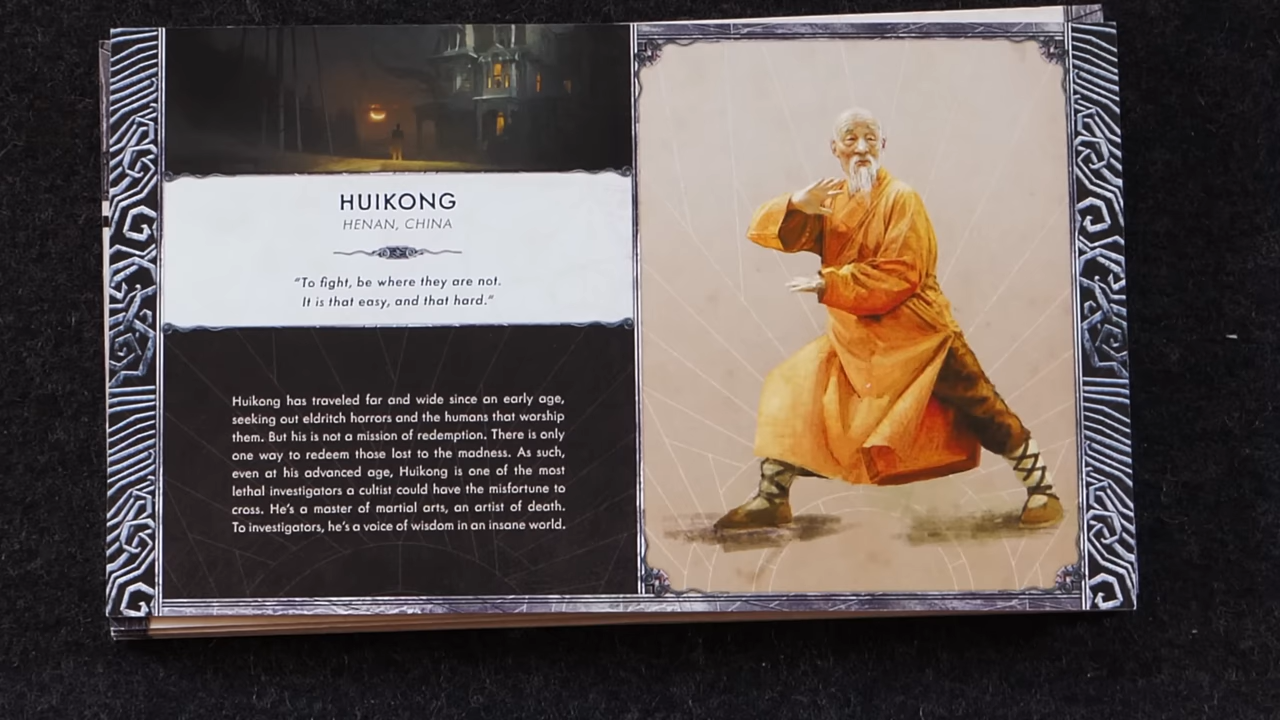 HUIKONG
HENAN, CHINA
"To fight, be where they are not.
It is that easy, and that hard."
Huikong has traveled far and wide since an early age,
seeking out eldritch horrors and the humans that worship
them. But his is not a mission of redemption. There is only
one way to redeem those lost to the madness. As such,
even at his advanced age, Huikong is one of the most
lethal investigators a cultist could have the misfortune to
cross. He's a master of martial arts, an artist of death.
To investigators, he's a voice of wisdom in an insane world.